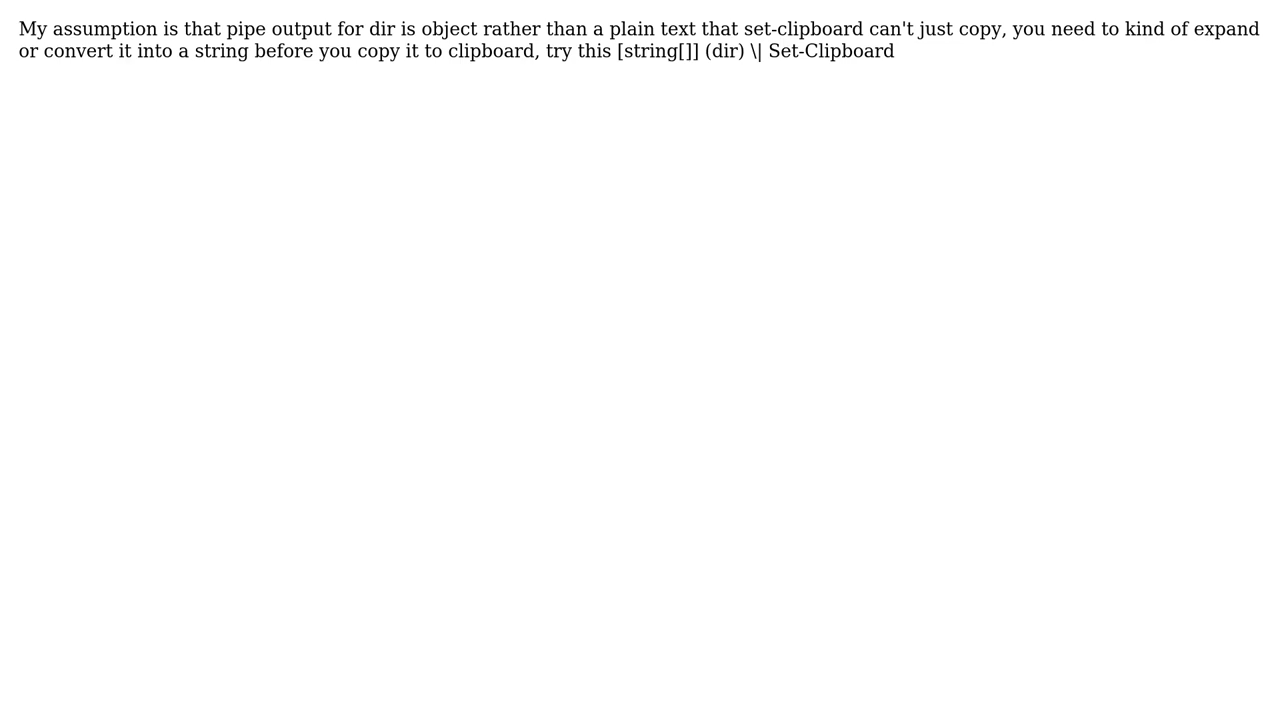 My assumption is that pipe output for dir is object rather than a plain text that set-clipboard can't just copy, you need to kind of expand
or convert it into a string before you copy it to clipboard, try this [string[]] (dir) \| Set-Clipboard